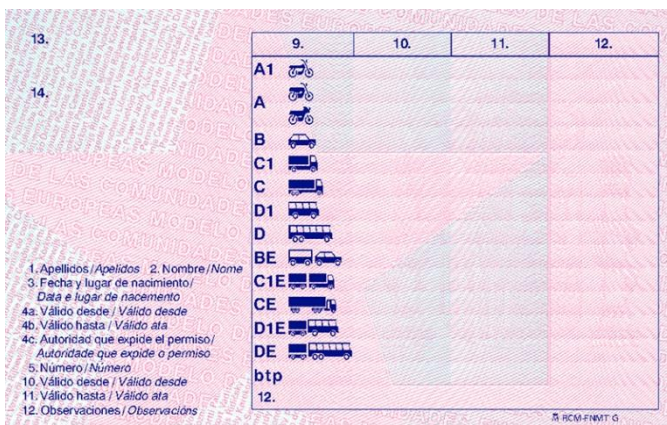 13.
14.
9. 10. 11. 12.
A1
A
B
C1
C
D1
D
BE
C1E
CE
D1E
DE
btp
12.
1. Apellidos/Apelidos 2. Nombre/Nome
3. Fecha y lugar de nacimiento/
Data e lugar de nacemento
4a. Válido desde / Válido desde
4b. Válido hasta / Válido ata
4c. Autoridad que expide el permiso/
Autoridade que expide o permiso
5. Número/Número
10. Válido desde / Válido desde
11. Válido hasta / Válido ata
12. Observaciones/Observacións
RCM-FNMT G